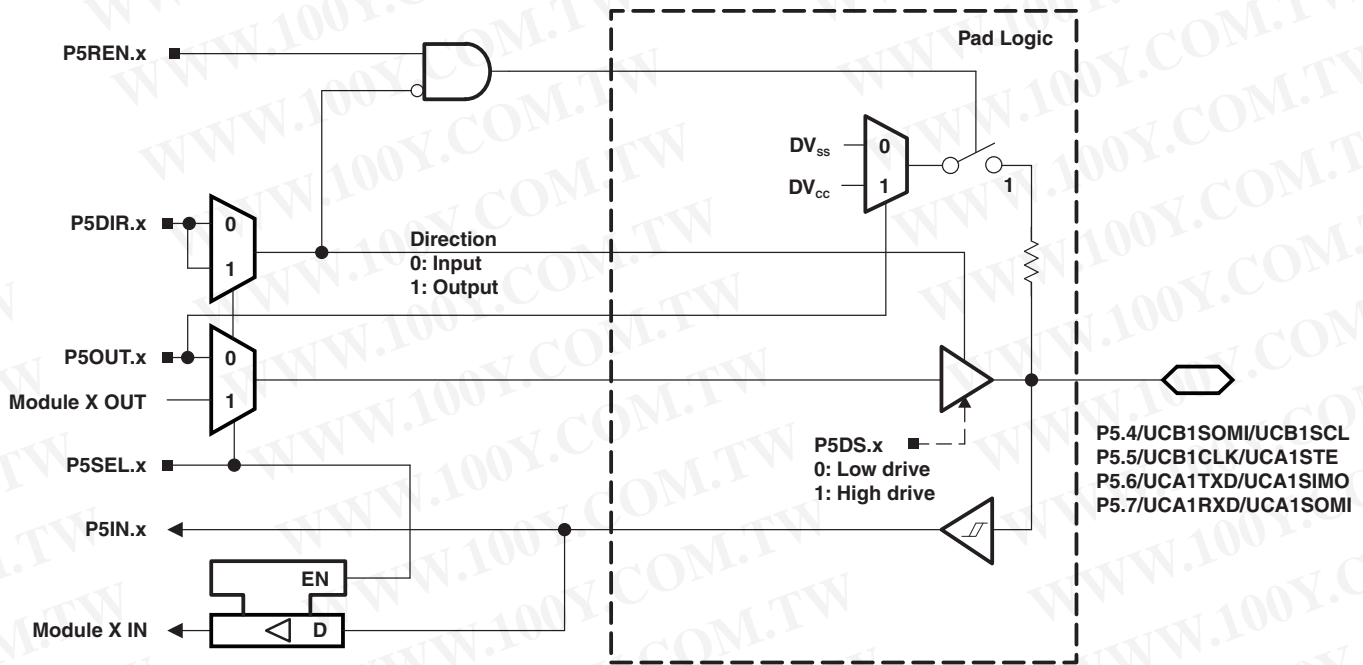 Pad Logic
P5REN.x
DVss
0
DVcc
1
1
P5DIR.x
0
1
Direction
0: Input
1: Output
P5OUT.x
0
Module X OUT
1
P5DS.x
0: Low drive
1: High drive
P5.4/UCB1SOMI/UCB1SCL
P5.5/UCB1CLK/UCA1STE
P5.6/UCA1TXD/UCA1SIMO
P5.7/UCA1RXD/UCA1SOMI
P5SEL.x
P5IN.x
EN
Module X IN
D
WWW.100Y.COM.TW